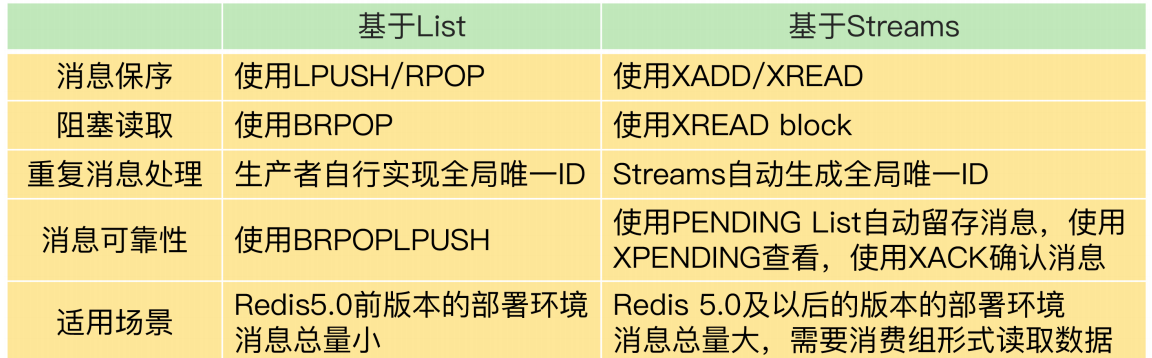 基于List 基于Streams
消息保序 使用LPUSH/RPOP 使用XADD/XREAD
阻塞读取 使用BRPOP 使用XREAD block
重复消息处理 生产者自行实现全局唯一ID Streams自动生成全局唯一ID
消息可靠性 使用BRPOPLPUSH 使用PENDING List自动留存消息，使用
XPENDING查看，使用XACK确认消息
适用场景 Redis5.0前版本的部署环境 Redis 5.0及以后的版本的部署环境
消息总量小 消息总量大，需要消费组形式读取数据